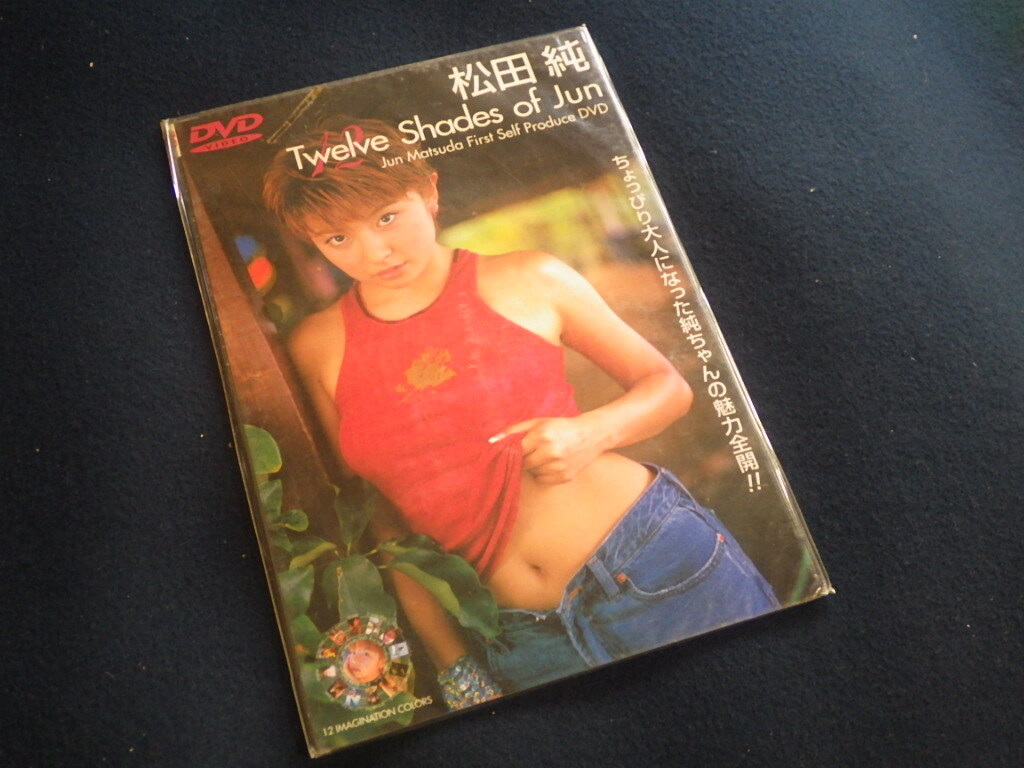 DVD
VIDEO
松田 純
Twelve Shades of Jun
Jun Matsuda First Self Produce DVD
ちょっぴり大人になった純ちゃんの魅力全開!!
12 IMAGINATION COLORS